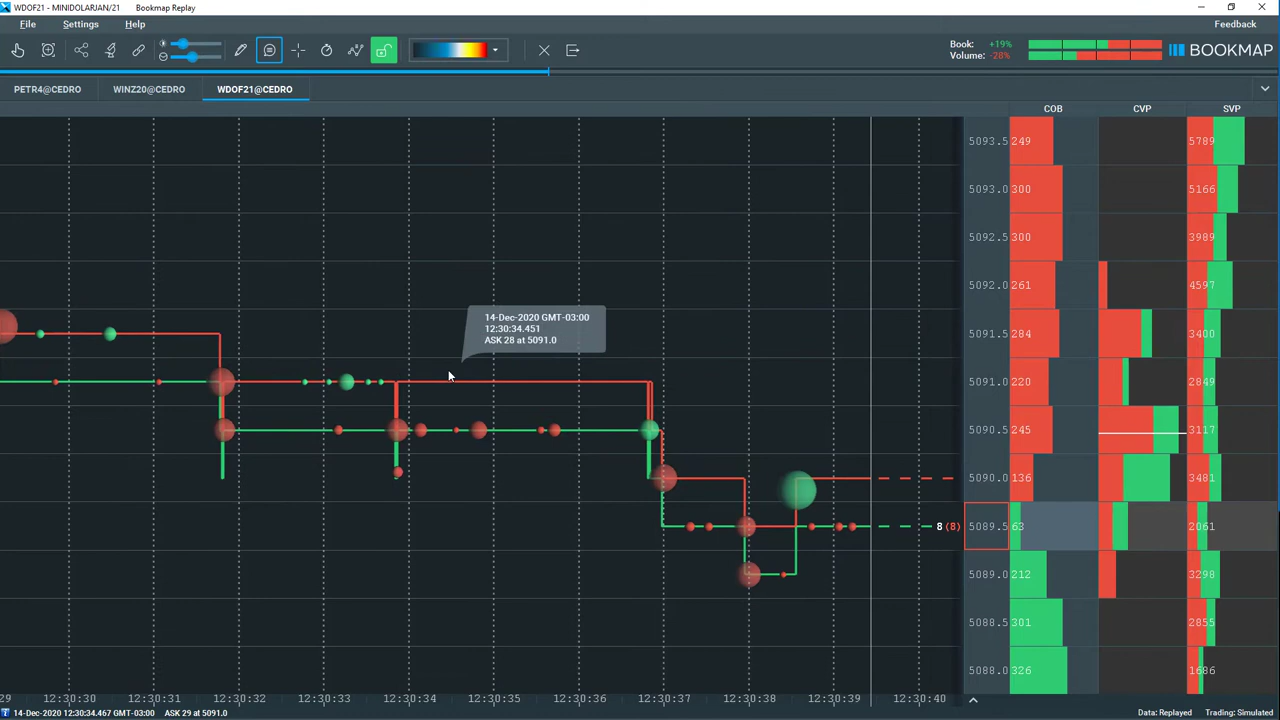 WDOF21 - MINIDOLARJAN/21 Bookmap Replay
File Settings Help Feedback
Book: +19%
Volume: -28%
BOOKMAP
PETR4@CEDRO WINZ20@CEDRO WDOF21@CEDRO
COB CVP SVP
5093.5 249 5789
5093.0 300 5166
5092.5 300 3989
5092.0 261 4597
14-Dec-2020 GMT-03:00
12:30:34.451
ASK 28 at 5091.0
5091.5 284 3400
5091.0 220 2849
5090.5 245 3117
5090.0 136 3481
8 (8) 5089.5 63 2061
5089.0 212 3298
5088.5 301 2855
5088.0 326 1686
29 12:30:30 12:30:31 12:30:32 12:30:33 12:30:34 12:30:35 12:30:36 12:30:37 12:30:38 12:30:39 12:30:40
14-Dec-2020 12:30:34.467 GMT-03:00 ASK 29 at 5091.0 Data: Replayed Trading: Simulated